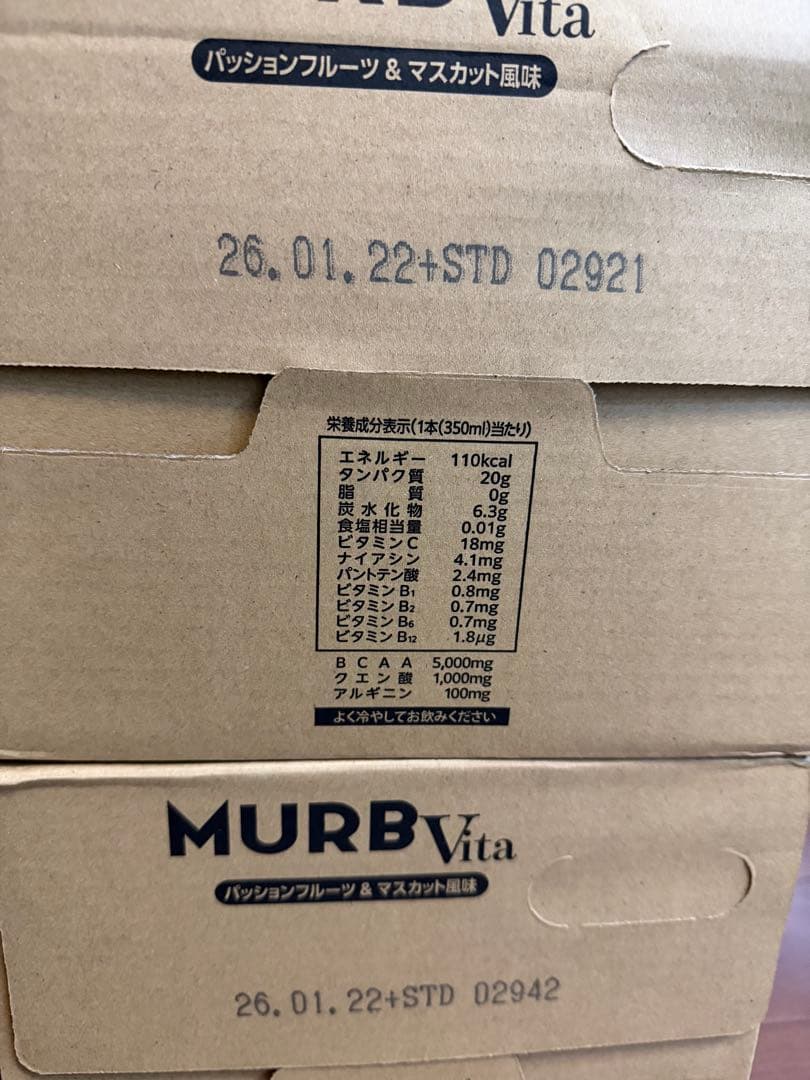 Vita
パッションフルーツ & マスカット風味
26.01.22+STD 02921
栄養成分表示(1本(350ml)当たり)
エネルギー 110kcal
タンパク質 20g
脂質 0g
炭水化物 6.3g
食塩相当量 0.01g
ビタミンC 18mg
ナイアシン 4.1mg
パントテン酸 2.4mg
ビタミンB1 0.8mg
ビタミンB2 0.7mg
ビタミンB6 0.7mg
ビタミンB12 1.8μg
BCAA 5,000mg
クエン酸 1,000mg
アルギニン 100mg
よく冷やしてお飲みください
MURB Vita
パッションフルーツ & マスカット風味
26.01.22+STD 02942